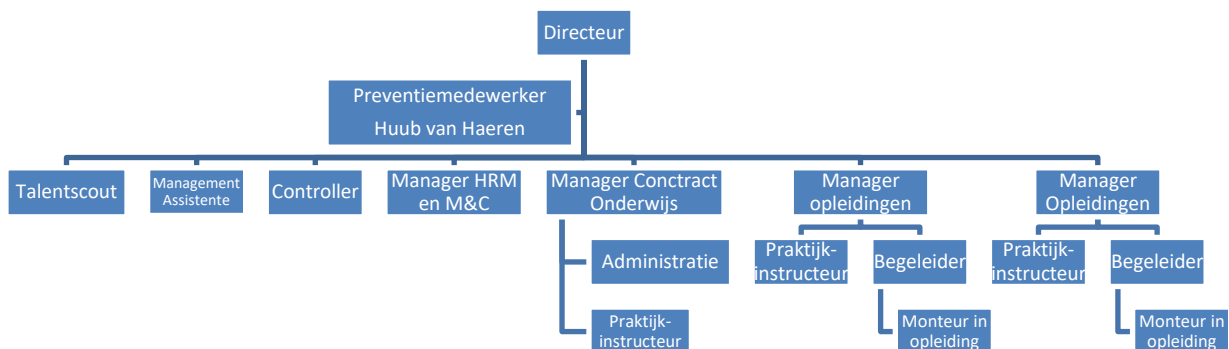 Directeur
Preventiemedewerker
Huub van Haeren
Talentscout
Management
Assistente
Controller
Manager HRM
en M&C
Manager Conctract
Onderwijs
Manager
opleidingen
Manager
Opleidingen
Administratie
Praktijk-
instructeur
Praktijk-
instructeur
Begeleider
Monteur in
opleiding
Praktijk-
instructeur
Begeleider
Monteur in
opleiding